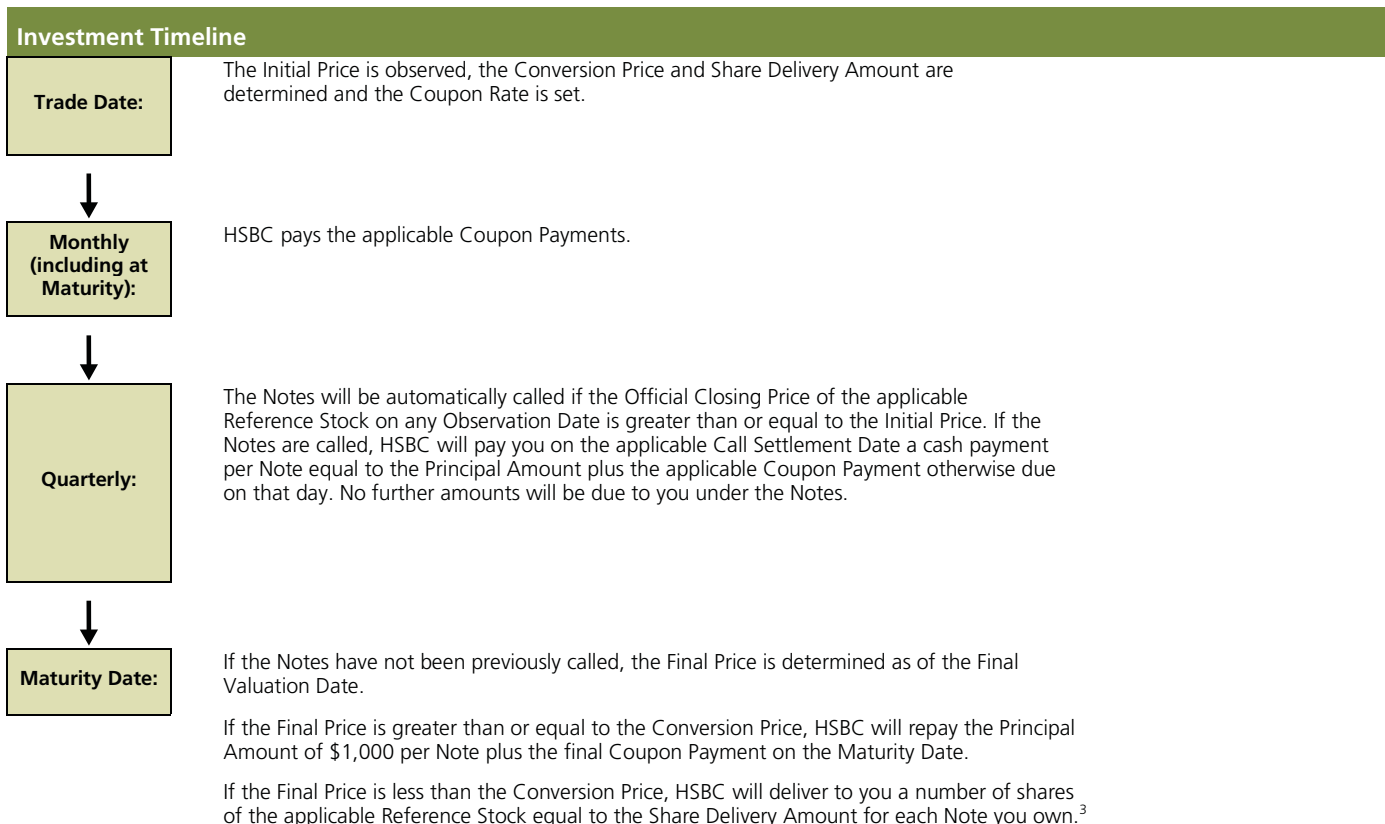 Investment Timeline
Trade Date:
The Initial Price is observed, the Conversion Price and Share Delivery Amount are
determined and the Coupon Rate is set.
Monthly
(including at
Maturity):
HSBC pays the applicable Coupon Payments.
Quarterly:
The Notes will be automatically called if the Official Closing Price of the applicable
Reference Stock on any Observation Date is greater than or equal to the Initial Price. If the
Notes are called, HSBC will pay you on the applicable Call Settlement Date a cash payment
per Note equal to the Principal Amount plus the applicable Coupon Payment otherwise due
on that day. No further amounts will be due to you under the Notes.
Maturity Date:
If the Notes have not been previously called, the Final Price is determined as of the Final
Valuation Date.
If the Final Price is greater than or equal to the Conversion Price, HSBC will repay the Principal
Amount of $1,000 per Note plus the final Coupon Payment on the Maturity Date.
If the Final Price is less than the Conversion Price, HSBC will deliver to you a number of shares
of the applicable Reference Stock equal to the Share Delivery Amount for each Note you own.³